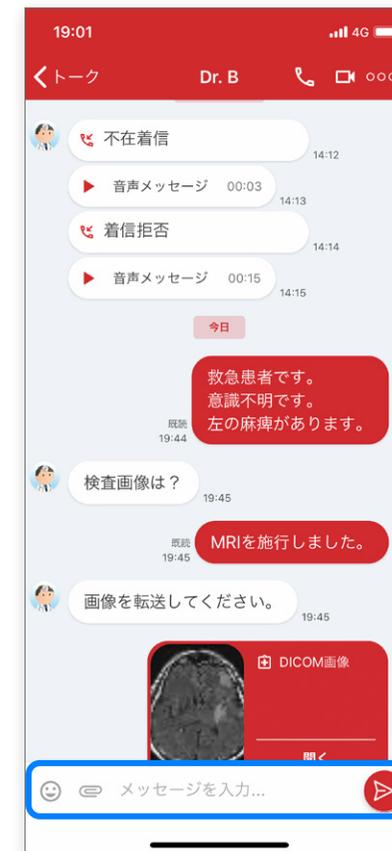 19:01
4G
トーク
Dr. B
不在着信
14:12
音声メッセージ 00:03
14:13
着信拒否
14:14
音声メッセージ 00:15
14:15
今日
救急患者です。
意識不明です。
左の麻痺があります。
既読
19:44
検査画像は？
19:45
MRIを施行しました。
既読
19:45
画像を転送してください。
19:45
DICOM画像
開く
メッセージを入力...